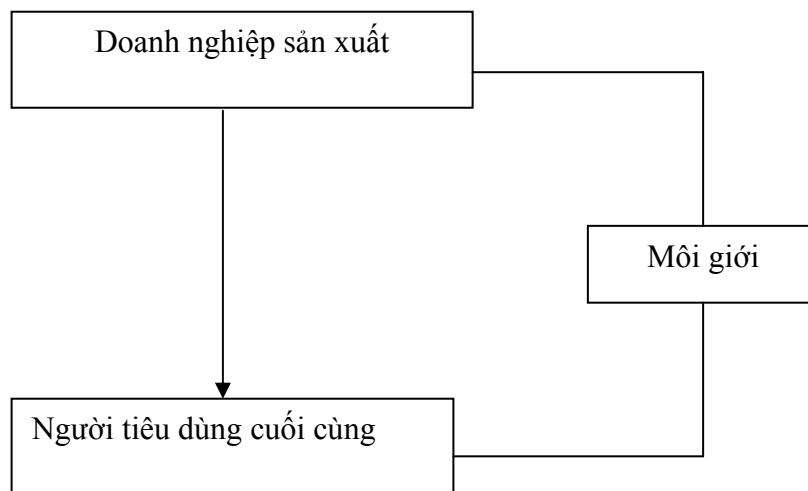 Doanh nghiệp sản xuất
Môi giới
Người tiêu dùng cuối cùng